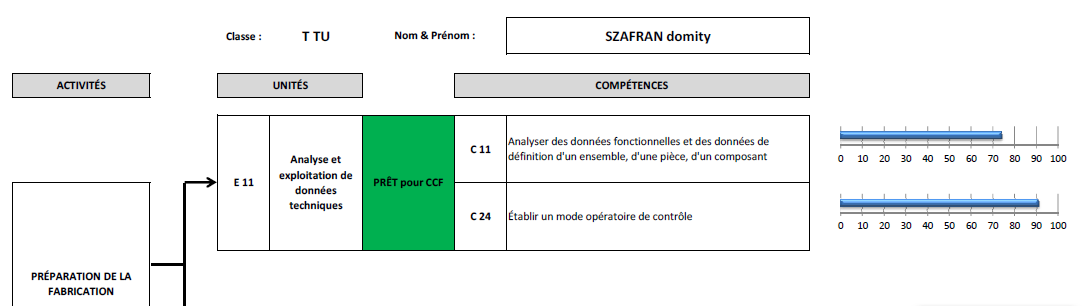 Classe : T TU Nom & Prénom : SZAFRAN domity
ACTIVITÉS UNITÉS COMPÉTENCES
E 11
Analyse et
exploitation de
données
techniques
PRÊT pour CCF
C 11
Analyser des données fonctionnelles et des données de
définition d'un ensemble, d'une pièce, d'un composant
0 10 20 30 40 50 60 70 80 90 100
C 24
Établir un mode opératoire de contrôle
0 10 20 30 40 50 60 70 80 90 100
PRÉPARATION DE LA
FABRICATION